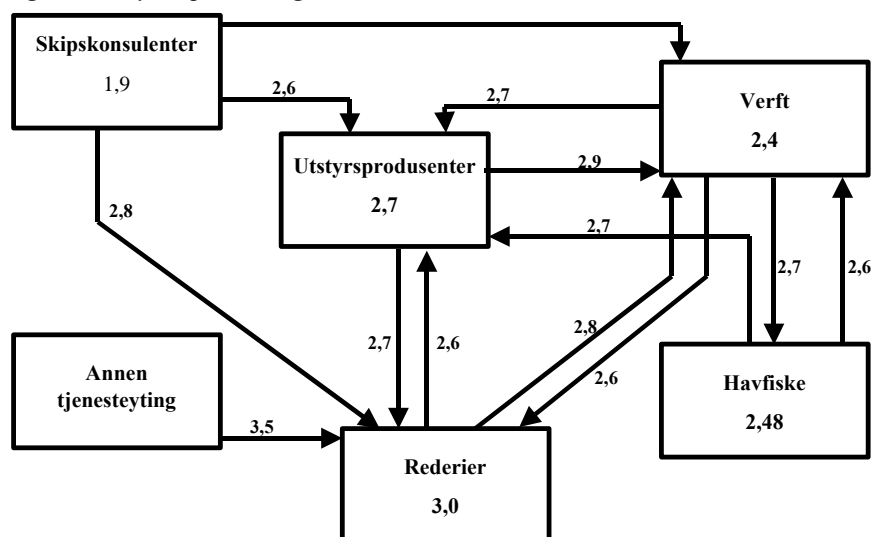 Skipskonsulenter
1,9
Verft
2,4
2,6
2,7
Utstyrsprodusenter
2,7
2,9
2,8
2,7
2,7
2,6
2,7
2,6
2,8
2,6
Annen
tjenesteyting
3,5
Havfiske
2,48
Rederier
3,0